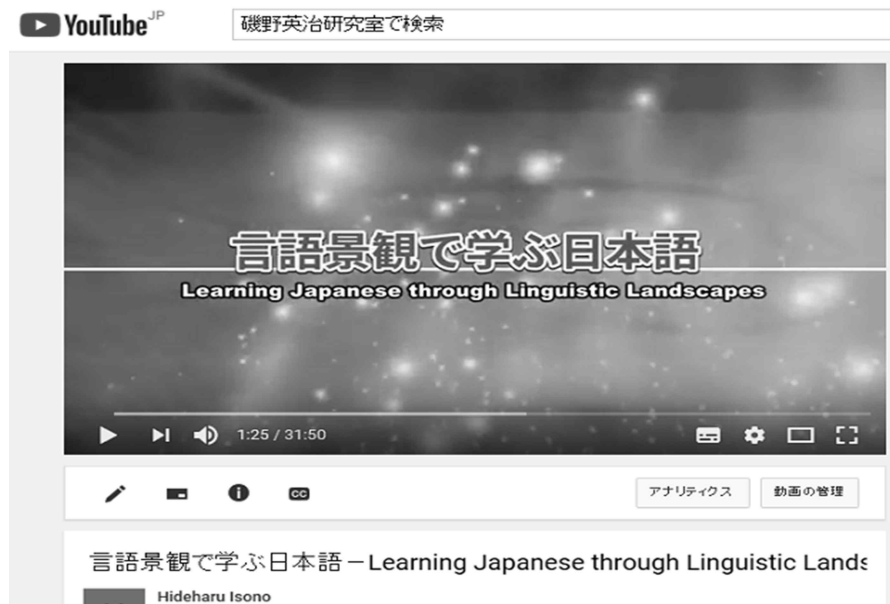 YouTube JP
磯野英治研究室で検索
言語景観で学ぶ日本語
Learning Japanese through Linguistic Landscapes
1:25 / 31:50
CC
アナリティクス
動画の管理
言語景観で学ぶ日本語－Learning Japanese through Linguistic Lands
Hideharu Isono